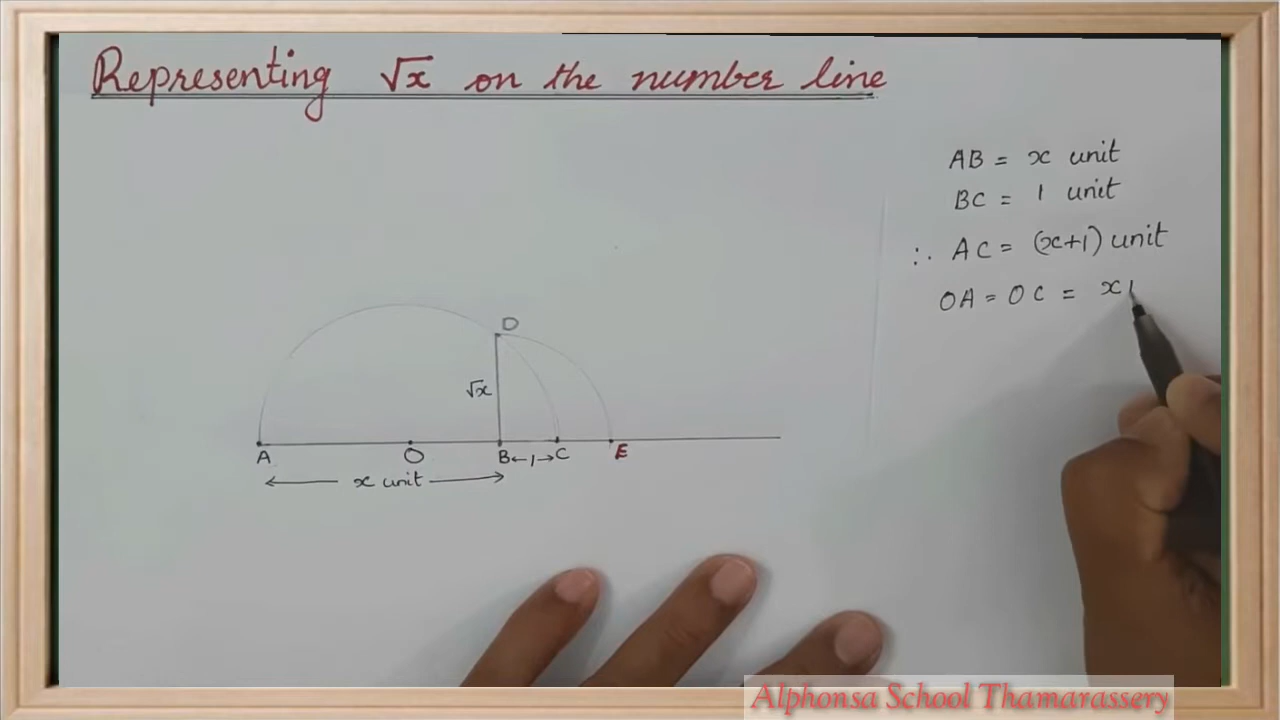 Representing √x on the number line
AB = x unit
BC = 1 unit
∴ AC = (x+1) unit
OA = OC = x
D
√x
A O B ←1→ C E
← x unit →
Alphonsa School Thamarassery